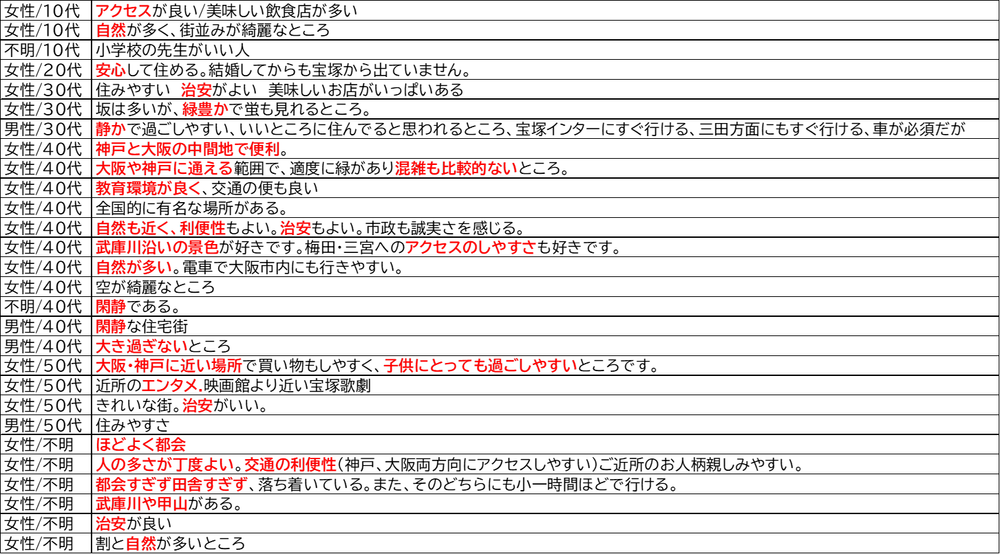 女性/10代 アクセスが良い/美味しい飲食店が多い
女性/10代 自然が多く、街並みが綺麗なところ
不明/10代 小学校の先生がいい人
女性/20代 安心して住める。結婚してからも宝塚から出ていません。
女性/30代 住みやすい　治安がよい　美味しいお店がいっぱいある
女性/30代 坂は多いが、緑豊かで蛍も見れるところ。
男性/30代 静かで過ごしやすい、いいところに住んでると思われるところ、宝塚インターにすぐ行ける、三田方面にもすぐ行ける、車が必須だが
女性/40代 神戸と大阪の中間地で便利。
女性/40代 大阪や神戸に通える範囲で、適度に緑があり混雑も比較的ないところ。
女性/40代 教育環境が良く、交通の便も良い
女性/40代 全国的に有名な場所がある。
女性/40代 自然も近く、利便性もよい。治安もよい。市政も誠実さを感じる。
女性/40代 武庫川沿いの景色が好きです。梅田・三宮へのアクセスのしやすさも好きです。
女性/40代 自然が多い。電車で大阪市内にも行きやすい。
女性/40代 空が綺麗なところ
不明/40代 閑静である。
男性/40代 閑静な住宅街
男性/40代 大き過ぎないところ
女性/50代 大阪・神戸に近い場所で買い物もしやすく、子供にとっても過ごしやすいところです。
女性/50代 近所のエンタメ.映画館より近い宝塚歌劇
女性/50代 きれいな街。治安がいい。
男性/50代 住みやすさ
女性/不明 ほどよく都会
女性/不明 人の多さが丁度よい。交通の利便性(神戸、大阪両方向にアクセスしやすい)ご近所のお人柄親しみやすい。
女性/不明 都会すぎず田舎すぎず、落ち着いている。また、そのどちらにも小一時間ほどで行ける。
女性/不明 武庫川や甲山がある。
女性/不明 治安が良い
女性/不明 割と自然が多いところ